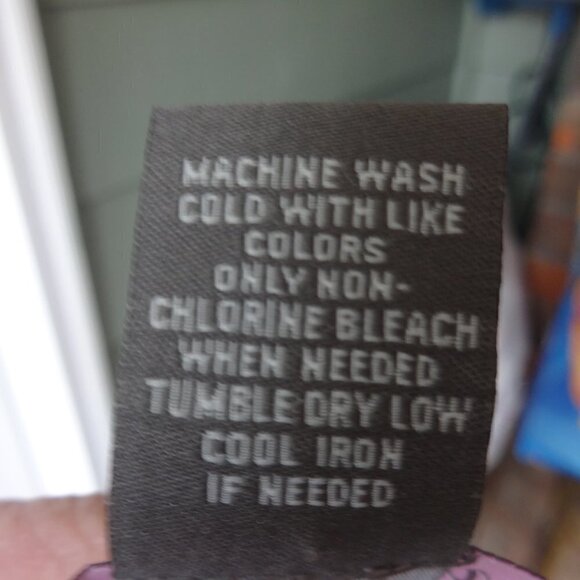 MACHINE WASH
COLD WITH LIKE
COLORS
ONLY NON-
CHLORINE BLEACH
WHEN NEEDED
TUMBLE DRY LOW
COOL IRON
IF NEEDED